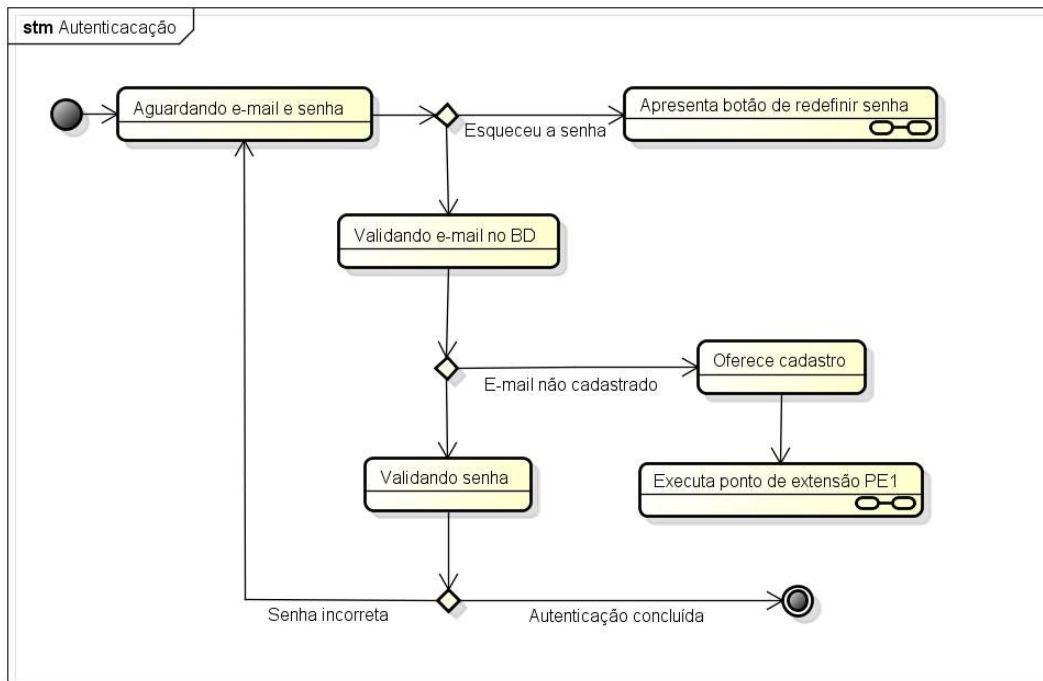 stm Autenticacação
Aguardando e-mail e senha
Apresenta botão de redefinir senha
Esqueceu a senha
Validando e-mail no BD
Oferece cadastro
E-mail não cadastrado
Validando senha
Executa ponto de extensão PE1
Senha incorreta
Autenticação concluída